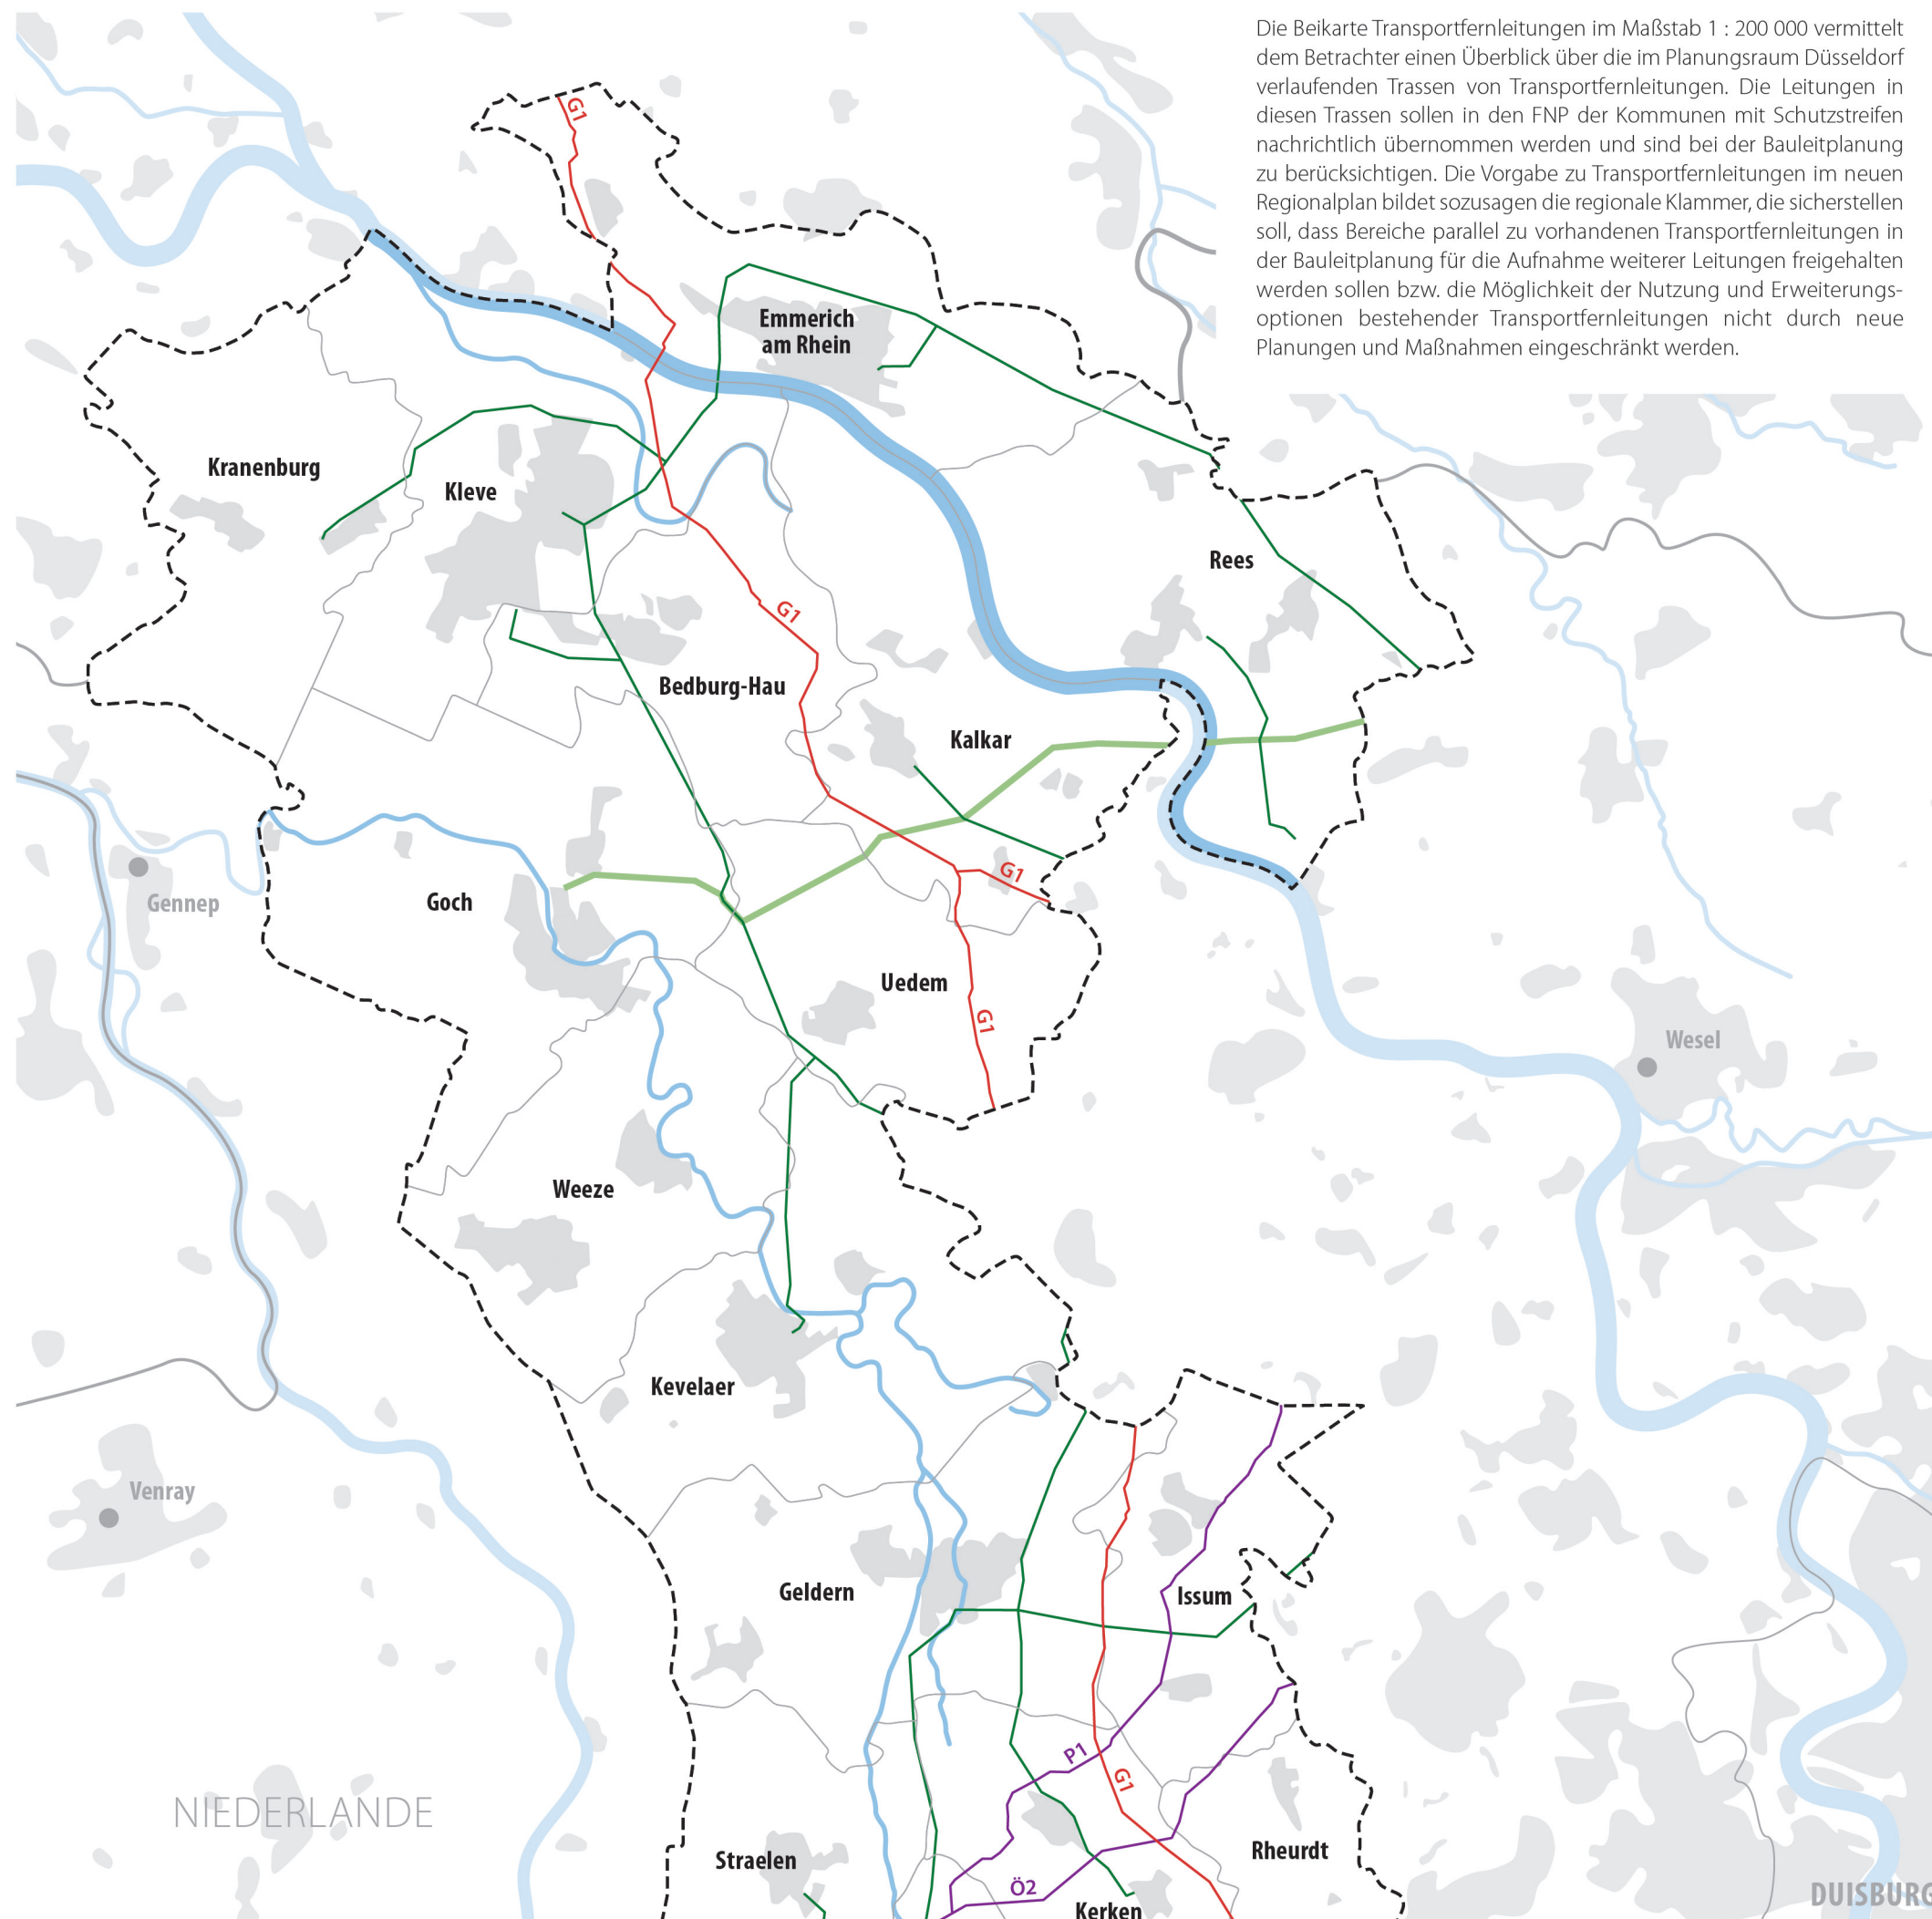 Die Beikarte Transportfernleitungen im Maßstab 1 : 200 000 vermittelt
dem Betrachter einen Überblick über die im Planungsraum Düsseldorf
verlaufenden Trassen von Transportfernleitungen. Die Leitungen in
diesen Trassen sollen in den FNP der Kommunen mit Schutzstreifen
nachrichtlich übernommen werden und sind bei der Bauleitplanung
zu berücksichtigen. Die Vorgabe zu Transportfernleitungen im neuen
Regionalplan bildet sozusagen die regionale Klammer, die sicherstellen
soll, dass Bereiche parallel zu vorhandenen Transportfernleitungen in
der Bauleitplanung für die Aufnahme weiterer Leitungen freigehalten
werden sollen bzw. die Möglichkeit der Nutzung und Erweiterungs-
optionen bestehender Transportfernleitungen nicht durch neue
Planungen und Maßnahmen eingeschränkt werden.
G1
Emmerich
am Rhein
Kranenburg
Kleve
Rees
G1
Bedburg-Hau
Kalkar
G1
Gennep
Goch
Uedem
G1
Wesel
Weeze
Kevelaer
Venray
Geldern
Issum
P1
G1
NIEDERLANDE
Straelen
Rheurdt
Ö2
Kerken
DUISBURG